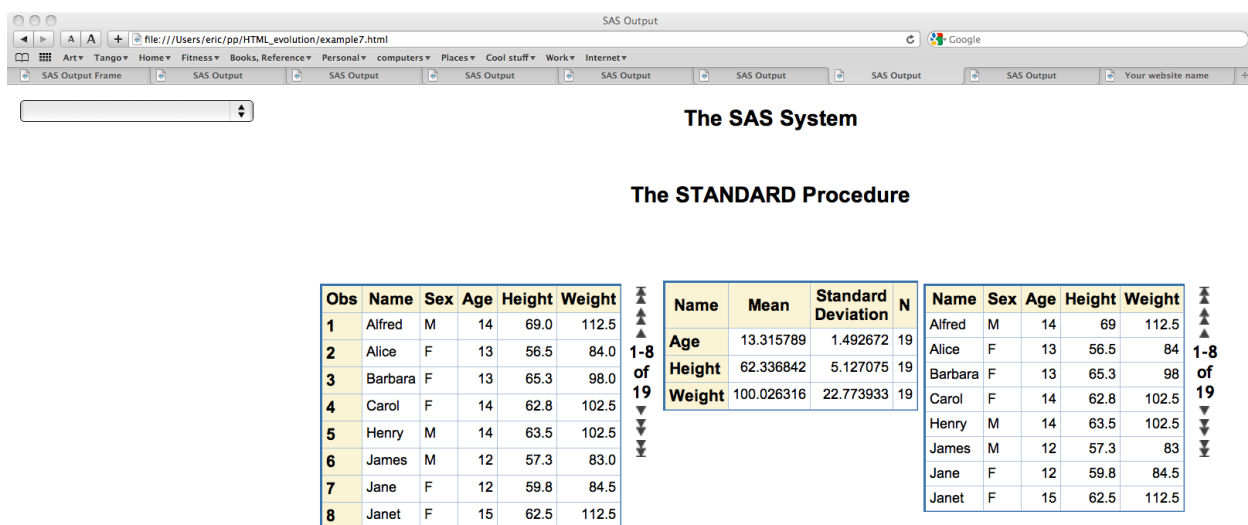 SAS Output
A A + file:///Users/eric/pp/HTML_evolution/example7.html Google
Art Tango Home Fitness Books, Reference Personal computers Places Cool stuff Work Internet
SAS Output Frame SAS Output SAS Output SAS Output SAS Output SAS Output SAS Output SAS Output Your website name +
The SAS System
The STANDARD Procedure
Obs Name Sex Age Height Weight
1 Alfred M 14 69.0 112.5
2 Alice F 13 56.5 84.0
3 Barbara F 13 65.3 98.0
4 Carol F 14 62.8 102.5
5 Henry M 14 63.5 102.5
6 James M 12 57.3 83.0
7 Jane F 12 59.8 84.5
8 Janet F 15 62.5 112.5
1-8
of
19
Name Mean Standard Deviation N
Age 13.315789 1.492672 19
Height 62.336842 5.127075 19
Weight 100.026316 22.773933 19
Name Sex Age Height Weight
Alfred M 14 69 112.5
Alice F 13 56.5 84
Barbara F 13 65.3 98
Carol F 14 62.8 102.5
Henry M 14 63.5 102.5
James M 12 57.3 83
Jane F 12 59.8 84.5
Janet F 15 62.5 112.5
1-8
of
19